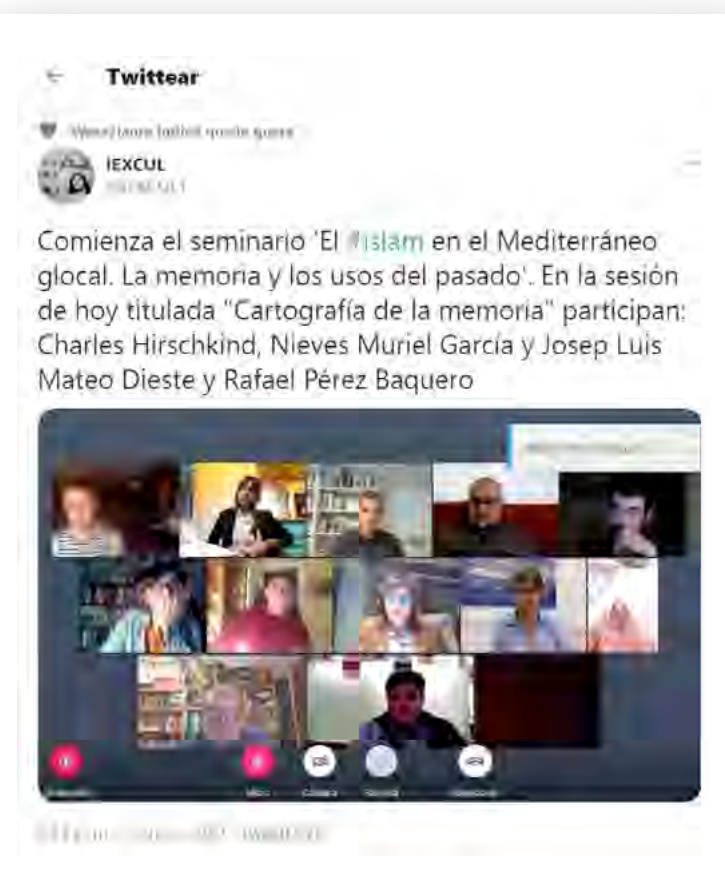 Twittear
IEXCUL
Comienza el seminario 'El #islam en el Mediterráneo
glocal. La memoria y los usos del pasado'. En la sesión
de hoy titulada "Cartografía de la memoria" participan:
Charles Hirschkind, Nieves Muriel García y Josep Luis
Mateo Dieste y Rafael Pérez Baquero